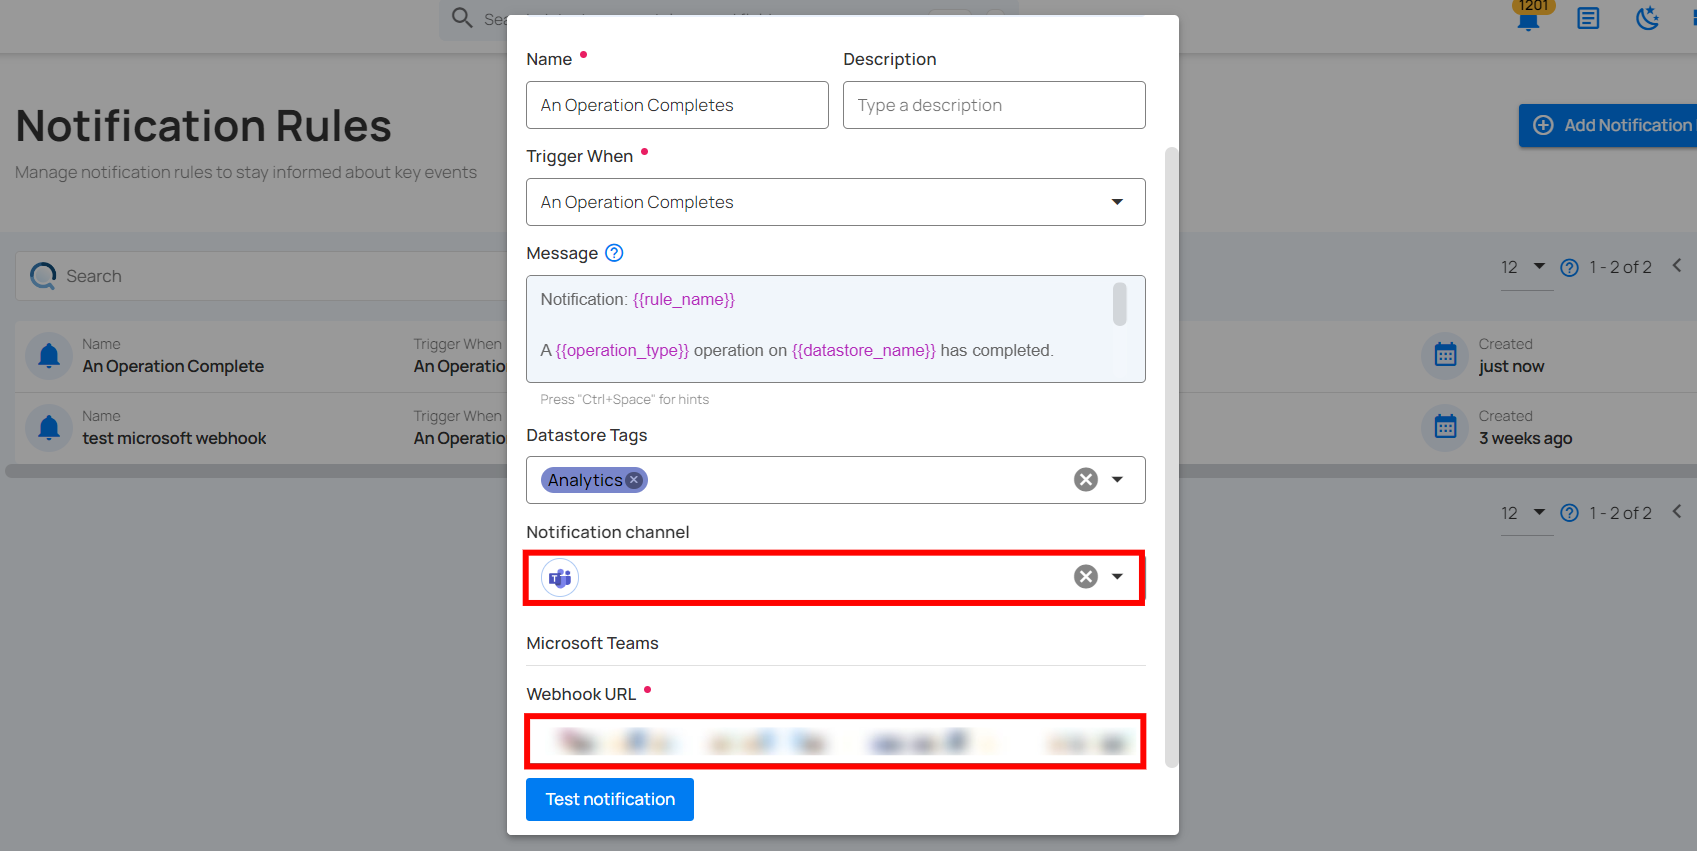 1201
Notification Rules
Manage notification rules to stay informed about key events
Add Notification
Search
12
1 - 2 of 2
Name
An Operation Complete
Trigger When
An Operatio
Created
just now
Name
test microsoft webhook
Trigger When
An Operatio
Created
3 weeks ago
12
1 - 2 of 2
Name
Description
An Operation Completes
Type a description
Trigger When
An Operation Completes
Message
Notification: {{rule_name}}
A {{operation_type}} operation on {{datastore_name}} has completed.
Press "Ctrl+Space" for hints
Datastore Tags
Analytics
Notification channel
T
Microsoft Teams
Webhook URL
Test notification